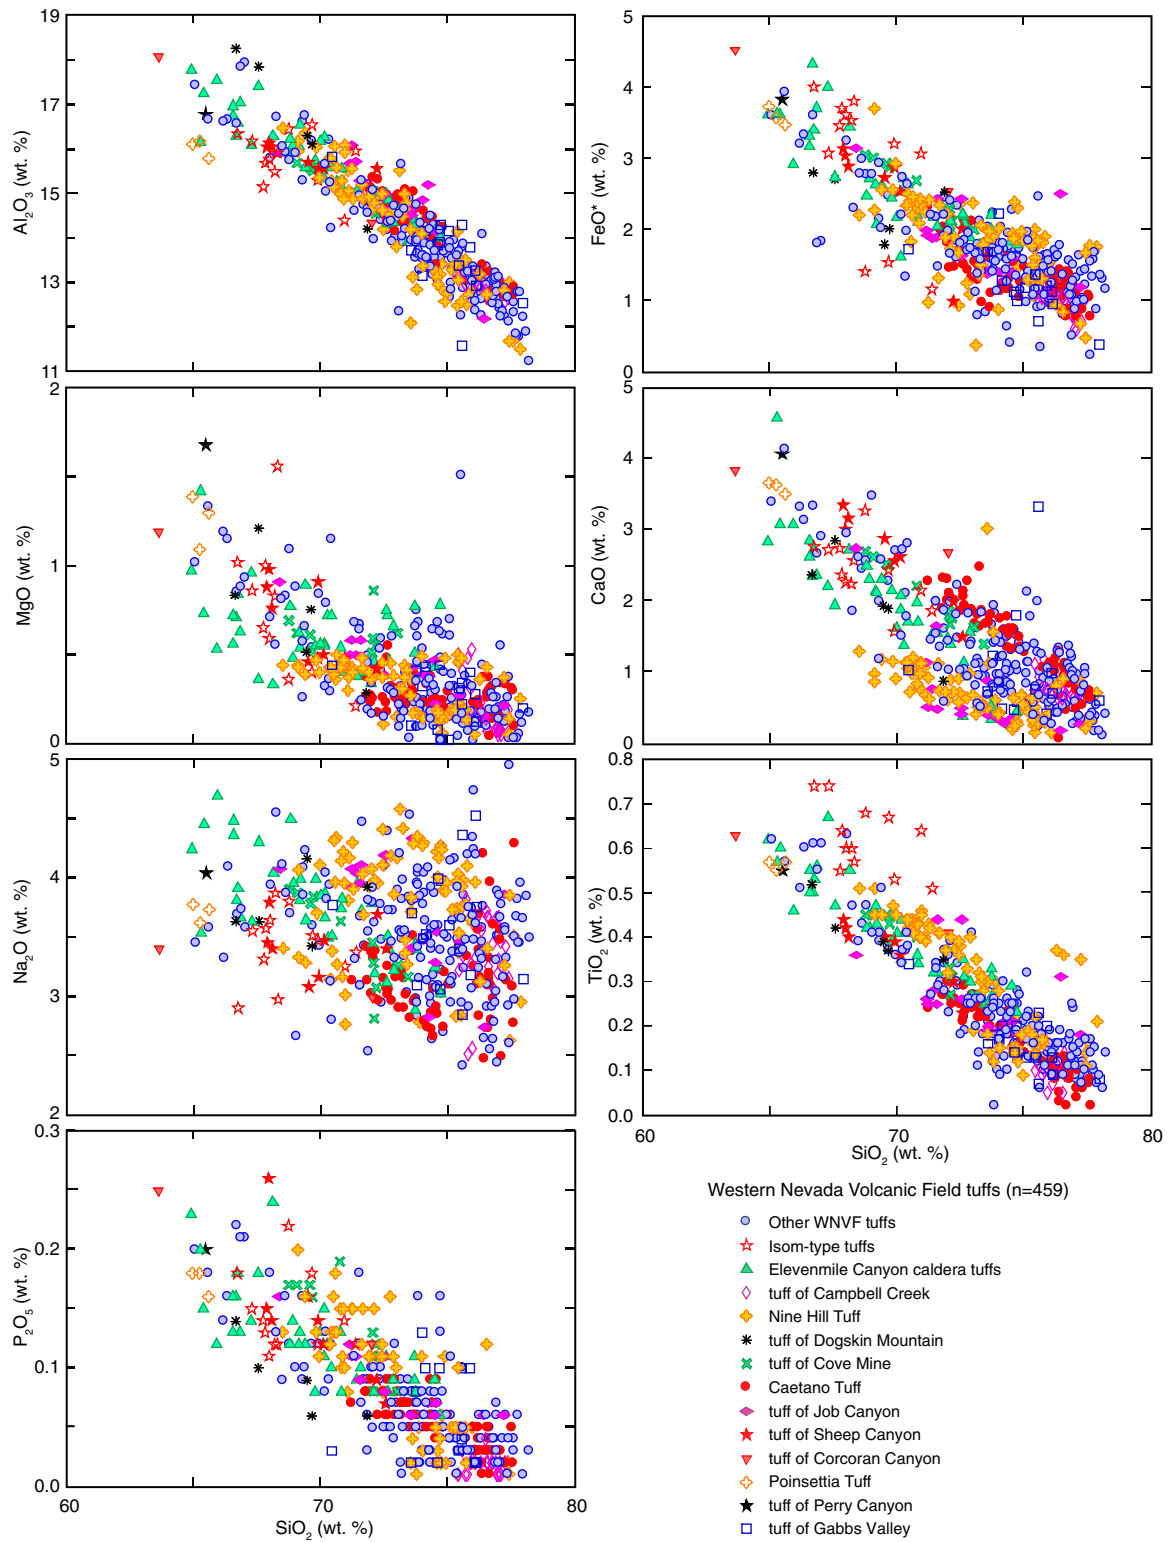 19
17
15
13
11
Al2O3 (wt. %)
5
4
3
2
1
0
FeO* (wt. %)
2
1
0
MgO (wt. %)
5
4
3
2
1
0
CaO (wt. %)
5
4
3
2
Na2O (wt. %)
0.8
0.7
0.6
0.5
0.4
0.3
0.2
0.1
0.0
TiO2 (wt. %)
60 70 80
SiO2 (wt. %)
0.3
0.2
0.1
0.0
P2O5 (wt. %)
60 70 80
SiO2 (wt. %)
Western Nevada Volcanic Field tuffs (n=459)
Other WNVF tuffs
Isom-type tuffs
Elevenmile Canyon caldera tuffs
tuff of Campbell Creek
Nine Hill Tuff
tuff of Dogskin Mountain
tuff of Cove Mine
Caetano Tuff
tuff of Job Canyon
tuff of Sheep Canyon
tuff of Corcoran Canyon
Poinsettia Tuff
tuff of Perry Canyon
tuff of Gabbs Valley